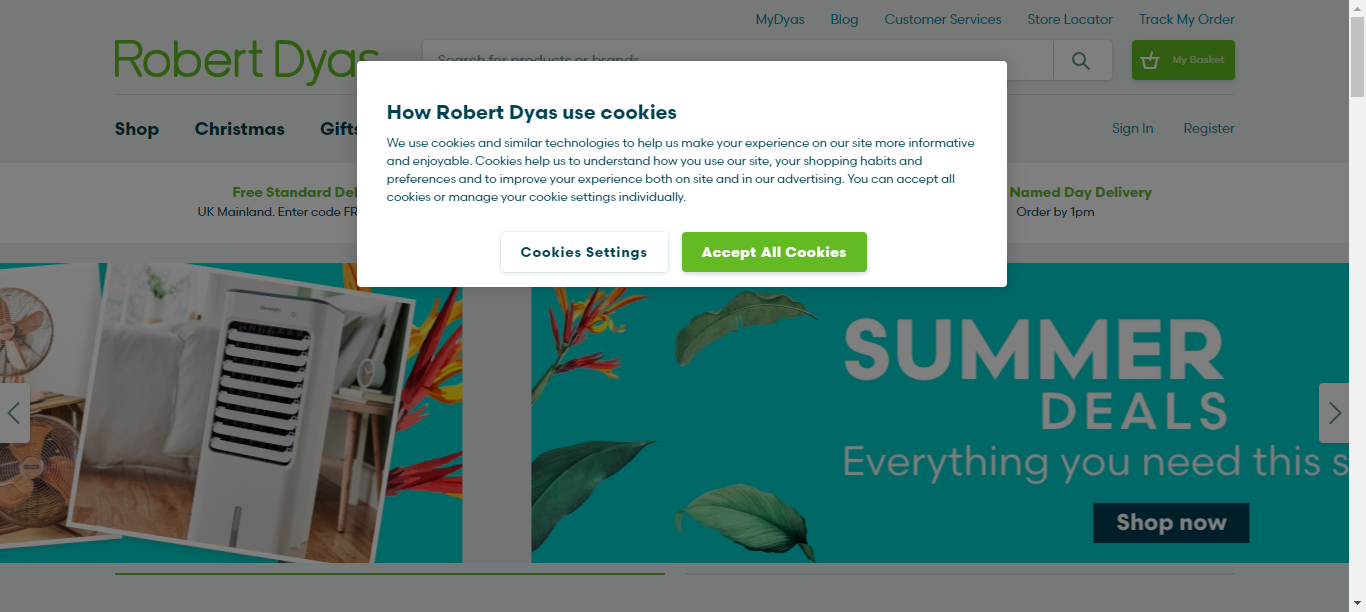 MyDyas Blog Customer Services Store Locator Track My Order
Robert Dyas
Search for products or brands
My Basket
Shop Christmas Gifts
Sign In Register
How Robert Dyas use cookies
We use cookies and similar technologies to help us make your experience on our site more informative
and enjoyable. Cookies help us to understand how you use our site, your shopping habits and
preferences and to improve your experience both on site and in our advertising. You can accept all
cookies or manage your cookie settings individually.
Cookies Settings Accept All Cookies
Free Standard Del
UK Mainland. Enter code FR
Named Day Delivery
Order by 1pm
SUMMER
DEALS
Everything you need this s
Shop now